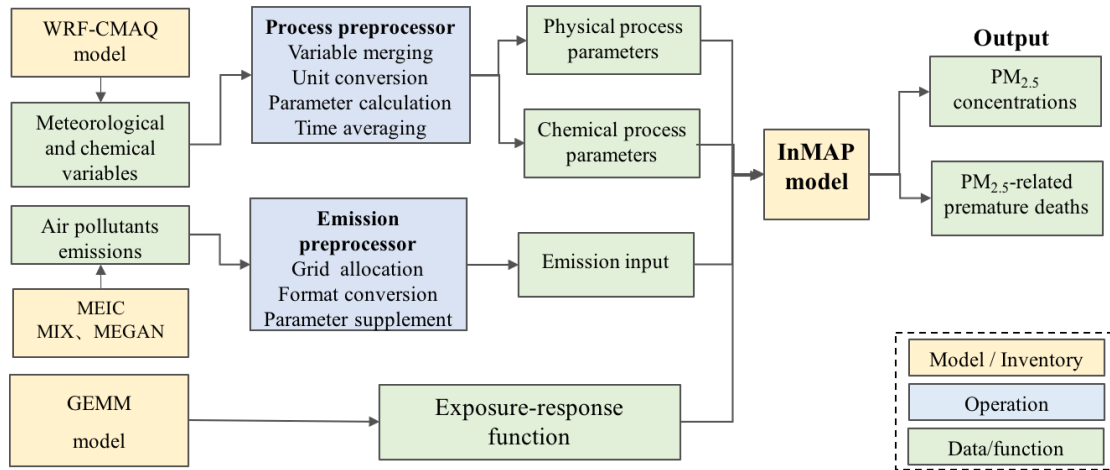 WRF-CMAQ
model
Meteorological
and chemical
variables
Process preprocessor
Variable merging
Unit conversion
Parameter calculation
Time averaging
Physical process
parameters
Chemical process
parameters
Air pollutants
emissions
MEIC
MIX、MEGAN
Emission
preprocessor
Grid allocation
Format conversion
Parameter supplement
Emission input
GEMM
model
Exposure-response
function
InMAP
model
Output
PM2.5
concentrations
PM2.5-related
premature deaths
Model / Inventory
Operation
Data/function